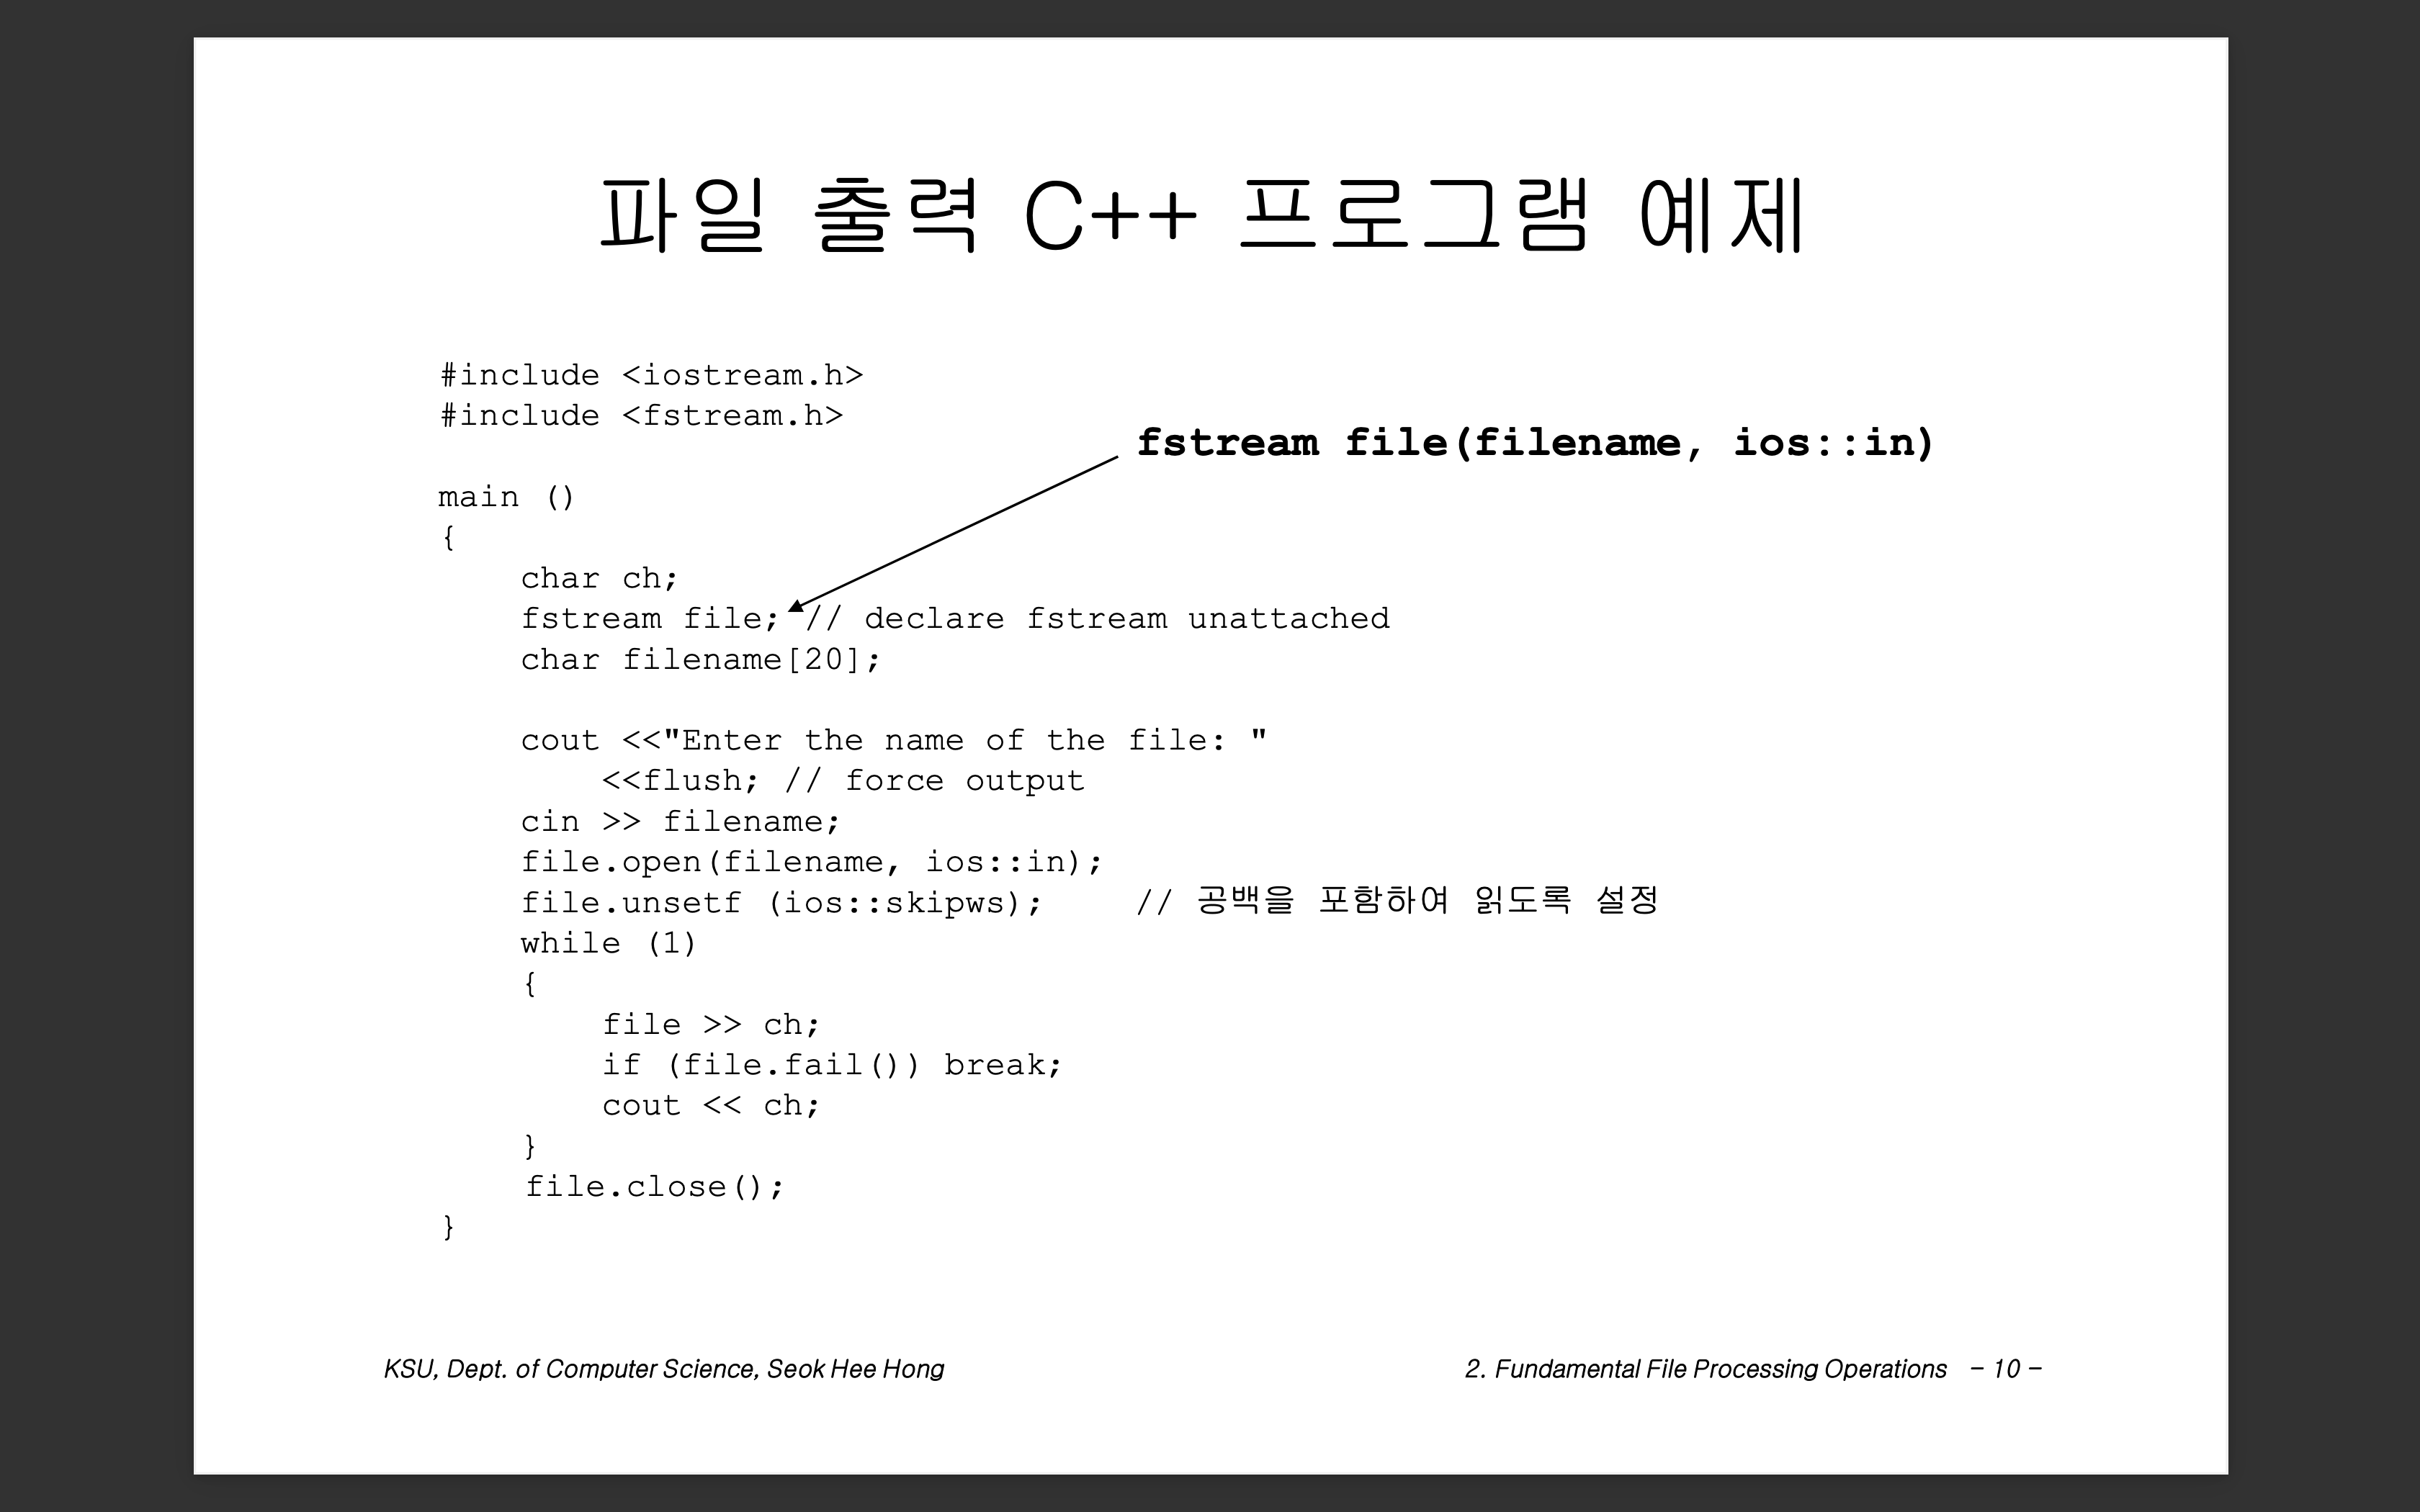 파일 출력 C++ 프로그램 예제
#include <iostream.h>
#include <fstream.h>
fstream file(filename, ios::in)
main ()
{
char ch;
fstream file; // declare fstream unattached
char filename[20];
cout <<"Enter the name of the file: "
<<flush; // force output
cin >> filename;
file.open(filename, ios::in);
file.unsetf (ios::skipws); // 공백을 포함하여 읽도록 설정
while (1)
{
file >> ch;
if (file.fail()) break;
cout << ch;
}
file.close();
}
KSU, Dept. of Computer Science, Seok Hee Hong
2. Fundamental File Processing Operations - 10 -